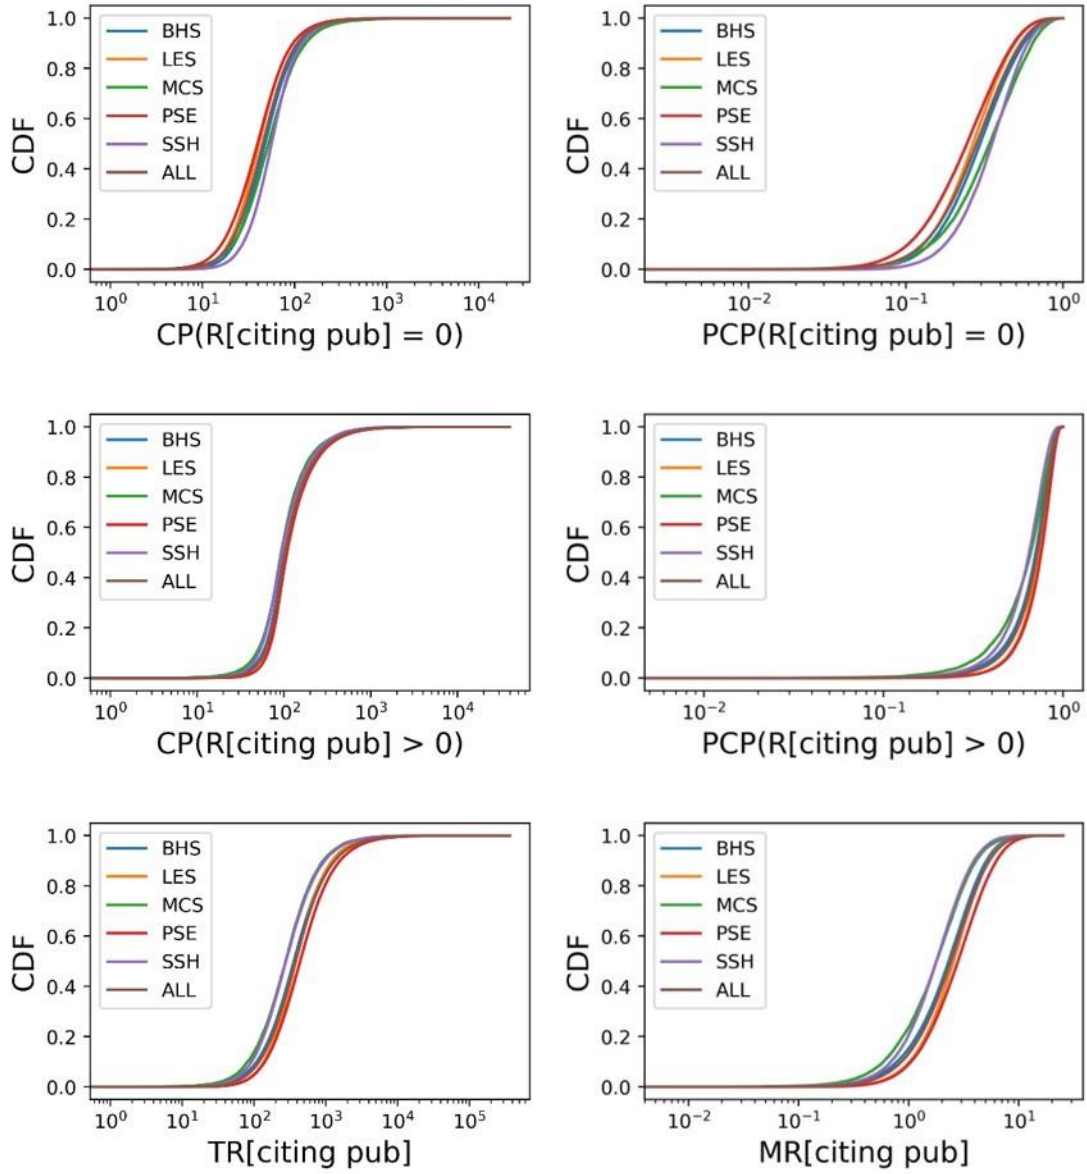 CDF
1.0
0.8
0.6
0.4
0.2
0.0
BHS
LES
MCS
PSE
SSH
ALL
10⁰ 10¹ 10² 10³ 10⁴
CP(R[citing pub] = 0)
CDF
1.0
0.8
0.6
0.4
0.2
0.0
BHS
LES
MCS
PSE
SSH
ALL
10⁻² 10⁻¹ 10⁰
PCP(R[citing pub] = 0)
CDF
1.0
0.8
0.6
0.4
0.2
0.0
BHS
LES
MCS
PSE
SSH
ALL
10⁰ 10¹ 10² 10³ 10⁴
CP(R[citing pub] > 0)
CDF
1.0
0.8
0.6
0.4
0.2
0.0
BHS
LES
MCS
PSE
SSH
ALL
10⁻² 10⁻¹ 10⁰
PCP(R[citing pub] > 0)
CDF
1.0
0.8
0.6
0.4
0.2
0.0
BHS
LES
MCS
PSE
SSH
ALL
10⁰ 10¹ 10² 10³ 10⁴ 10⁵
TR[citing pub]
CDF
1.0
0.8
0.6
0.4
0.2
0.0
BHS
LES
MCS
PSE
SSH
ALL
10⁻² 10⁻¹ 10⁰ 10¹
MR[citing pub]